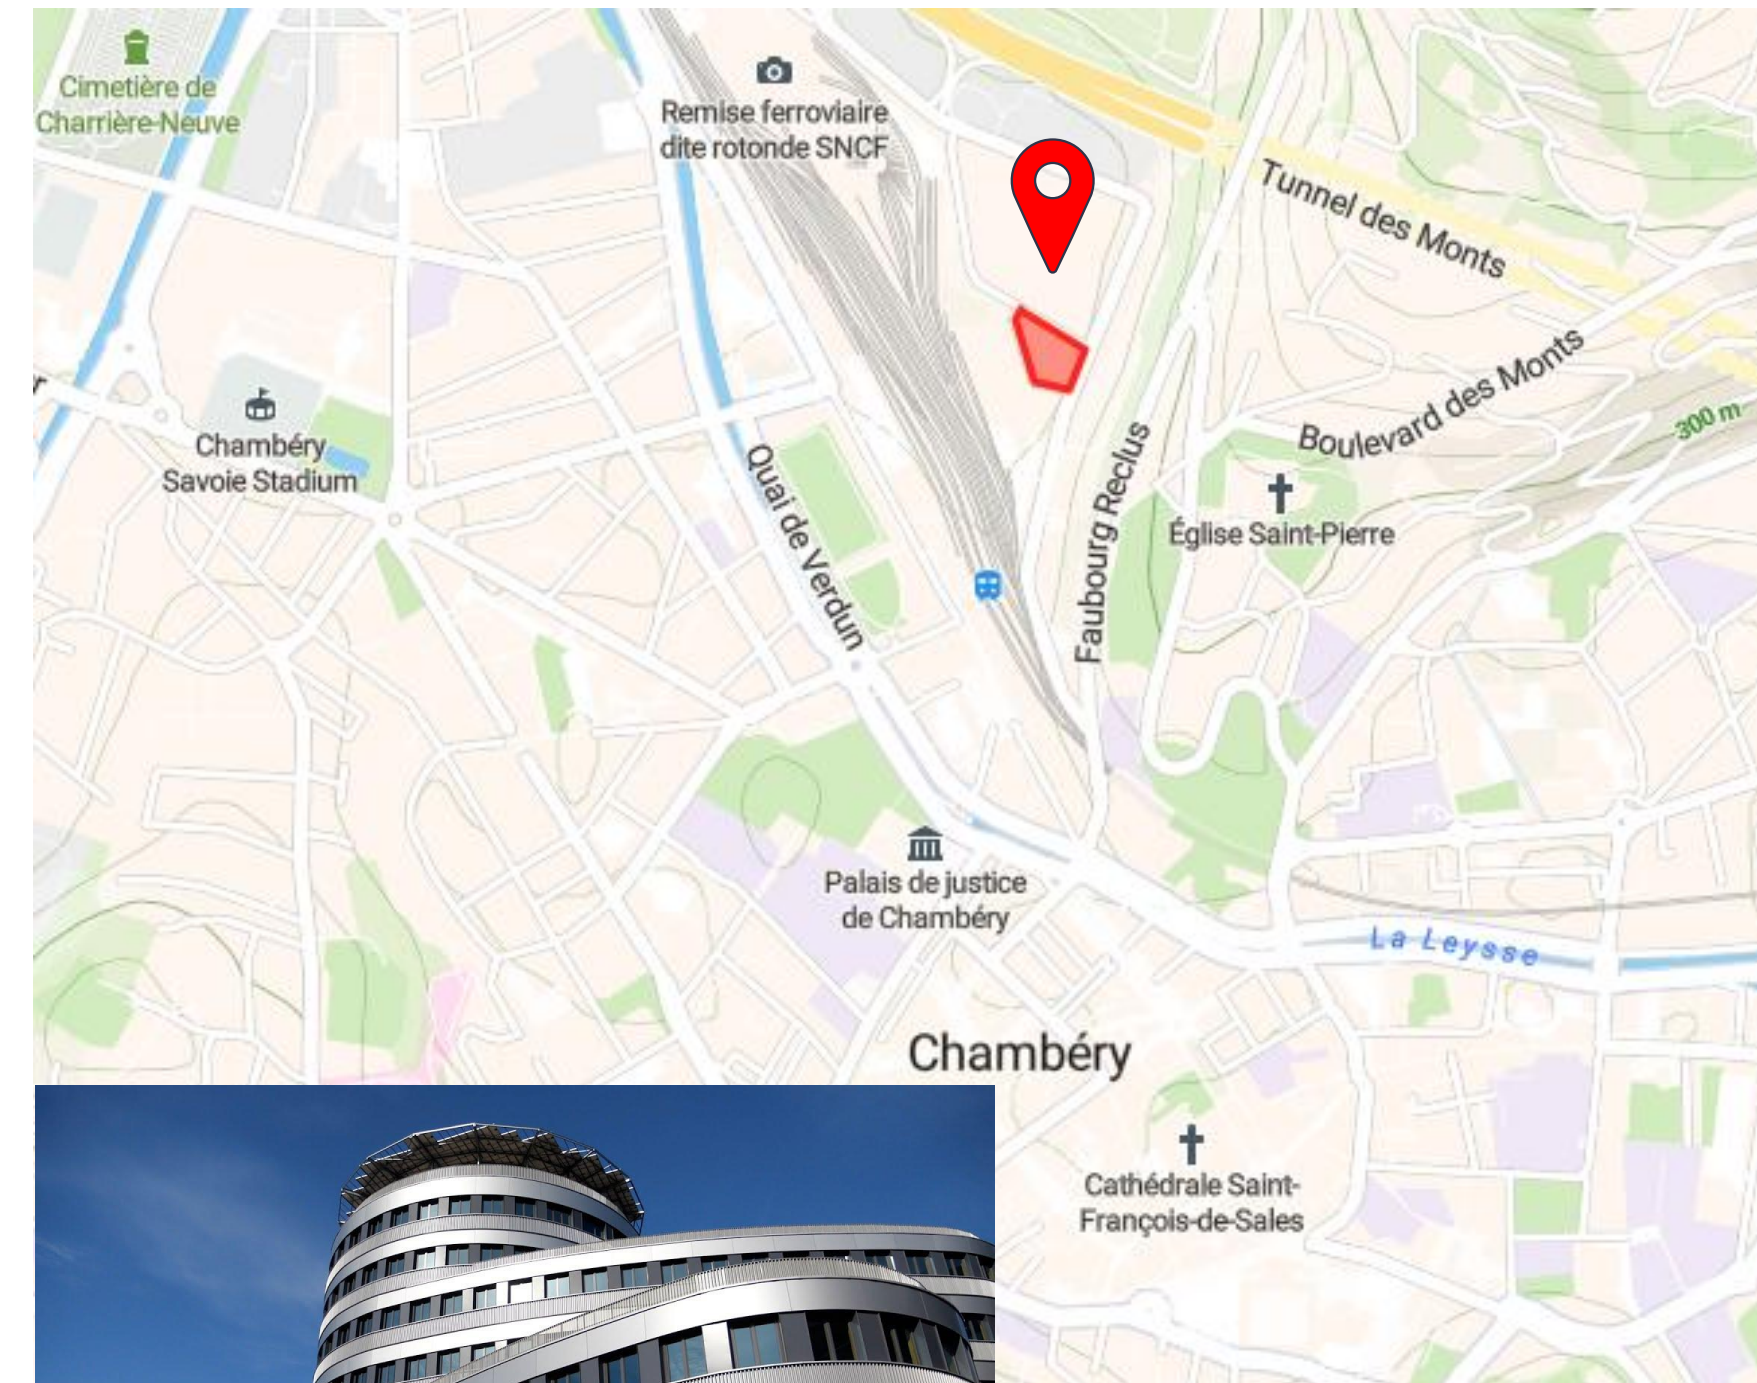 Cimetière de
Charrière-Neuve
Remise ferroviaire
dite rotonde SNCF
Tunnel des Monts
Boulevard des Monts
300 m
r
Chambéry
Savoie Stadium
Quai de Verdun
Faubourg Reclus
Église Saint-Pierre
Palais de justice
de Chambéry
La Leysse
Chambéry
Cathédrale Saint-
François-de-Sales